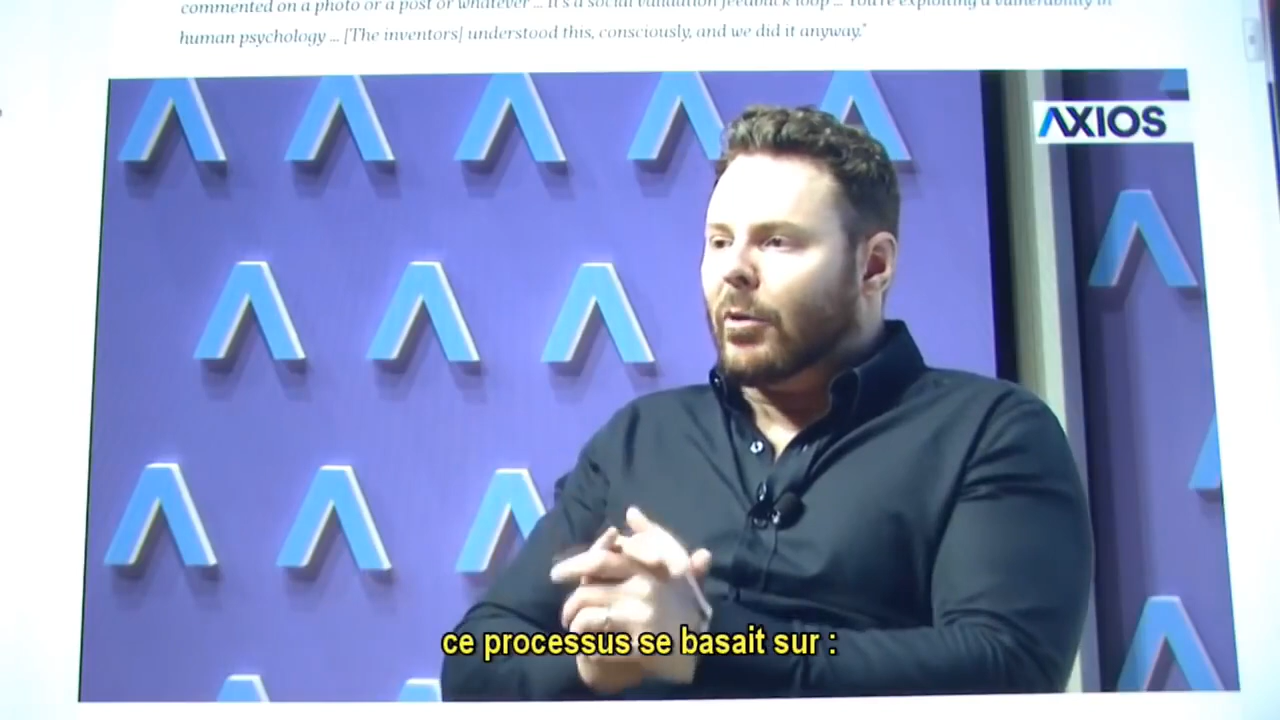 commented on a photo or a post or whatever ... It's a social validation feedback loop ... You're exploiting a vulnerability in
human psychology ... [The inventors] understood this, consciously, and we did it anyway."
AXIOS
ce processus se basait sur :